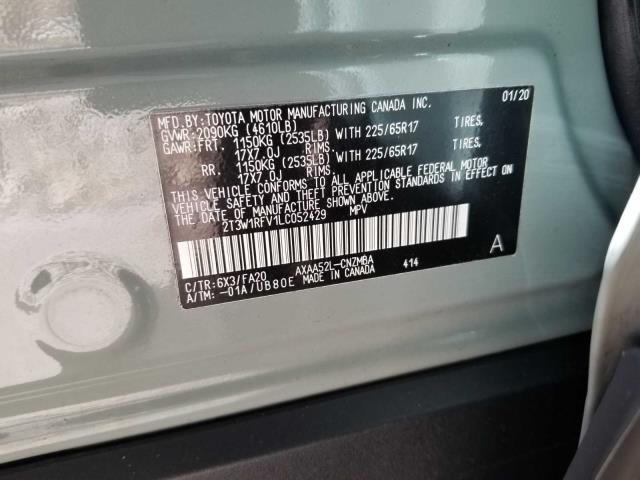 MFD.BY:TOYOTA MOTOR MANUFACTURING CANADA INC. 01/20
GVWR:2090KG (4610LB)
GAWR:FRT. 1150KG (2535LB) WITH 225/65R17 TIRES.
17X7.0J RIMS.
RR. 1150KG (2535LB) WITH 225/65R17 TIRES.
17X7.0J RIMS.
THIS VEHICLE CONFORMS TO ALL APPLICABLE FEDERAL MOTOR
VEHICLE SAFETY AND THEFT PREVENTION STANDARDS IN EFFECT ON
THE DATE OF MANUFACTURE SHOWN ABOVE.
2T3W1RFV1LC052429 MPV
A
C/TR:6X3/FA20 AXAA52L-CNZMBA 414
A/TM:-01A/UB80E MADE IN CANADA